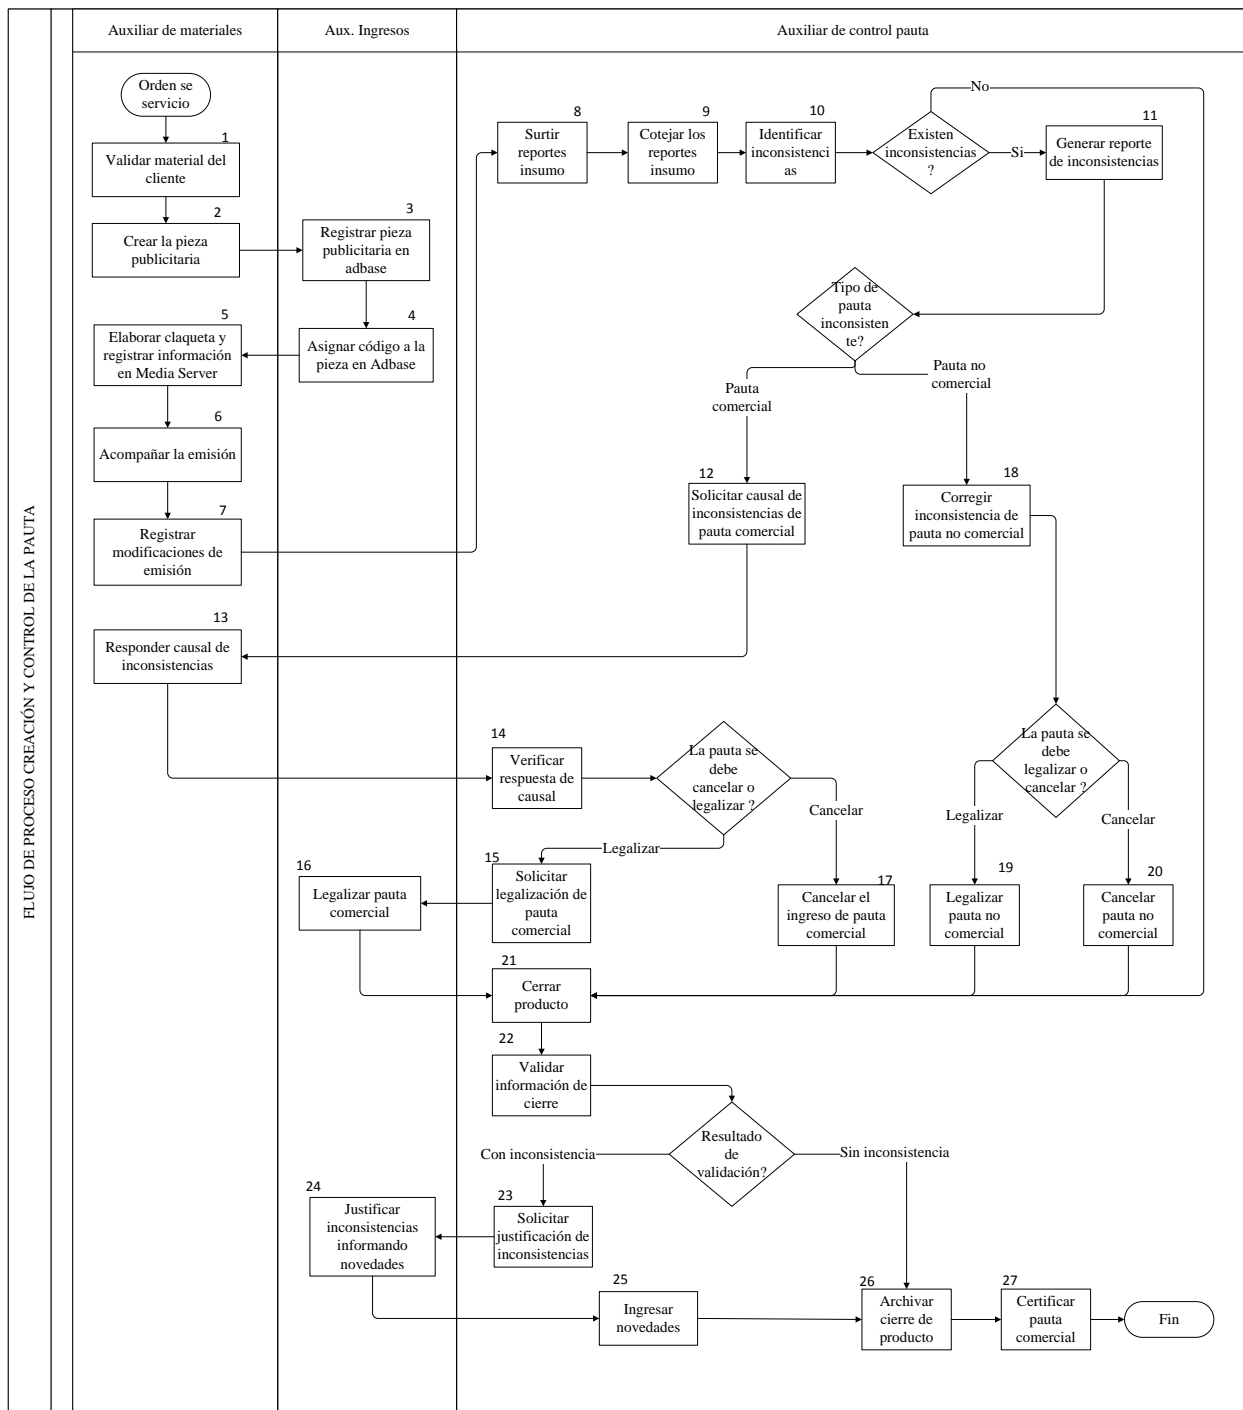 FLUJO DE PROCESO CREACIÓN Y CONTROL DE LA PAUTA
Auxiliar de materiales
Aux. Ingresos
Auxiliar de control pauta
Orden se
servicio
1
Validar material del
cliente
2
Crear la pieza
publicitaria
3
Registrar pieza
publicitaria en
adbase
4
Asignar código a la
pieza en Adbase
5
Elaborar claqueta y
registrar información
en Media Server
6
Acompañar la emisión
7
Registrar
modificaciones de
emisión
8
Surtir
reportes
insumo
9
Cotejar los
reportes
insumo
10
Identificar
inconsistenci
as
Existen
inconsistencias
?
No
Si
11
Generar reporte
de inconsistencias
Tipo de
pauta
inconsisten
te?
Pauta
comercial
Pauta no
comercial
12
Solicitar causal de
inconsistencias de
pauta comercial
18
Corregir
inconsistencia de
pauta no comercial
13
Responder causal de
inconsistencias
14
Verificar
respuesta de
causal
La pauta se
debe
cancelar o
legalizar ?
Cancelar
Legalizar
La pauta se
debe
legalizar o
cancelar ?
Legalizar
Cancelar
15
Solicitar
legalización de
pauta
comercial
16
Legalizar pauta
comercial
17
Cancelar el
ingreso de pauta
comercial
19
Legalizar
pauta no
comercial
20
Cancelar
pauta no
comercial
21
Cerrar
producto
22
Validar
información de
cierre
Resultado
de
validación?
Con inconsistencia
Sin inconsistencia
23
Solicitar
justificación de
inconsistencias
24
Justificar
inconsistencias
informando
novedades
25
Ingresar
novedades
26
Archivar
cierre de
producto
27
Certificar
pauta
comercial
Fin